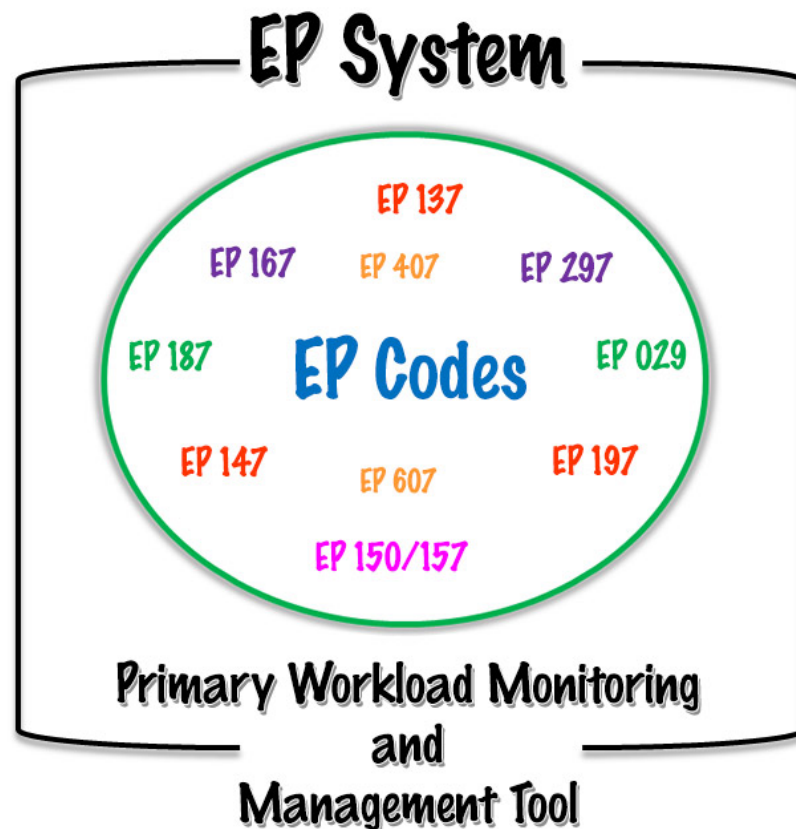 EP System
EP 137
EP 167 EP 407 EP 297
EP 187 EP Codes EP 029
EP 147 EP 607 EP 197
EP 150/157
Primary Workload Monitoring
and
Management Tool